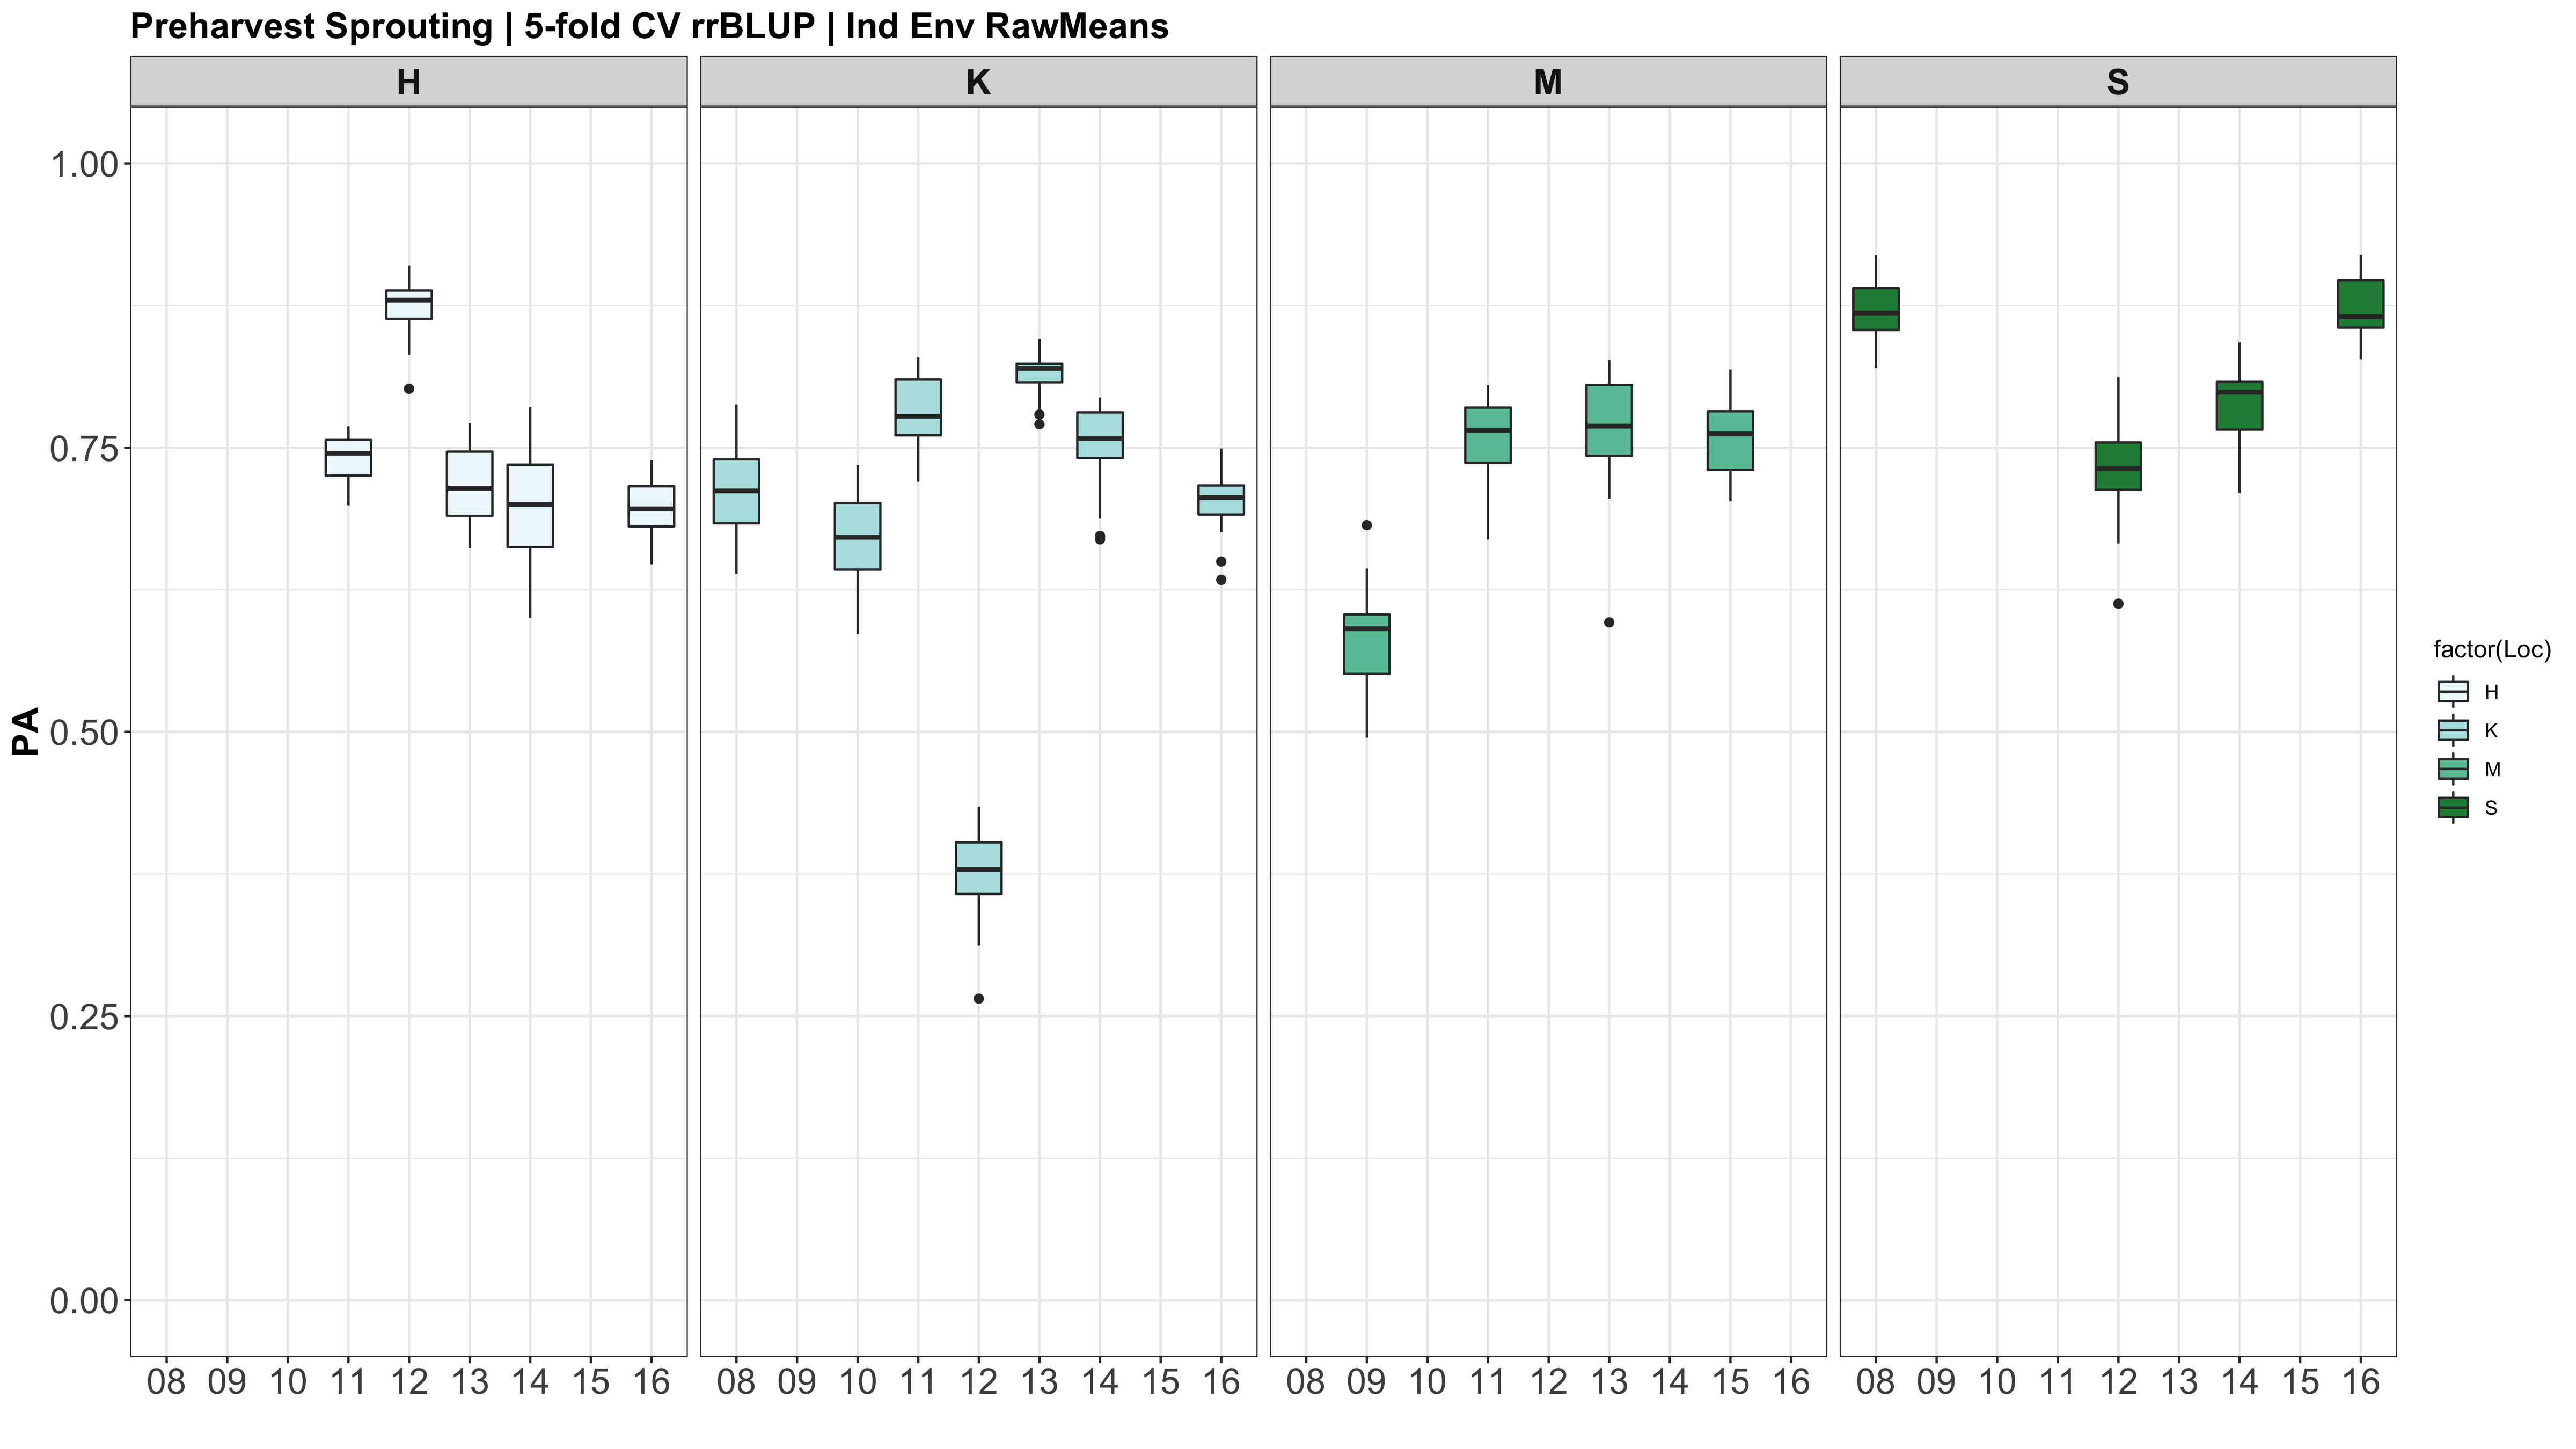 Preharvest Sprouting | 5-fold CV rrBLUP | Ind Env RawMeans
H K M S
1.00
0.75
0.50
0.25
0.00
PA
08 09 10 11 12 13 14 15 16 08 09 10 11 12 13 14 15 16 08 09 10 11 12 13 14 15 16 08 09 10 11 12 13 14 15 16
factor(Loc)
H
K
M
S